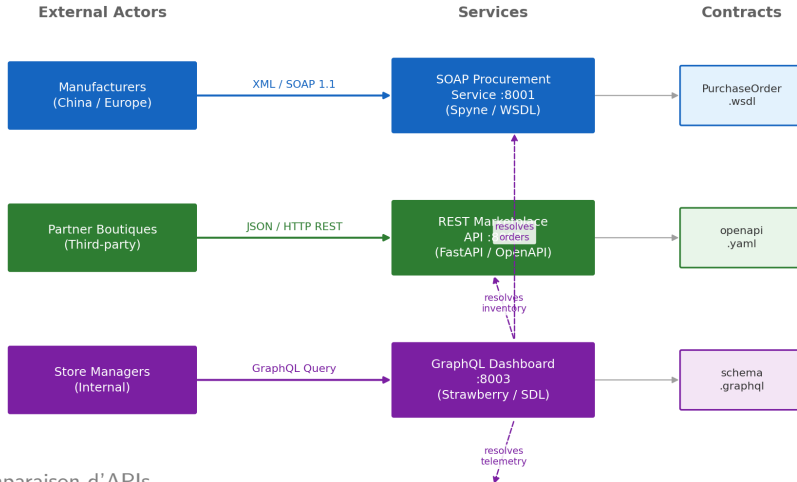 External Actors
Services
Contracts
Manufacturers
(China / Europe)
XML / SOAP 1.1
SOAP Procurement
Service :8001
(Spyne / WSDL)
PurchaseOrder
.wsdl
Partner Boutiques
(Third-party)
JSON / HTTP REST
REST Marketplace
API :
(FastAPI / OpenAPI)
resolves
orders
openapi
.yaml
resolves
inventory
Store Managers
(Internal)
GraphQL Query
GraphQL Dashboard
:8003
(Strawberry / SDL)
schema
.graphql
resolves
telemetry
d'APIs